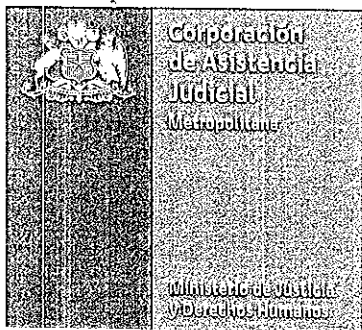 Corporación
de Asistencia
Judicial
Metropolitana
Ministerio de Justicia
y Derechos Humanos